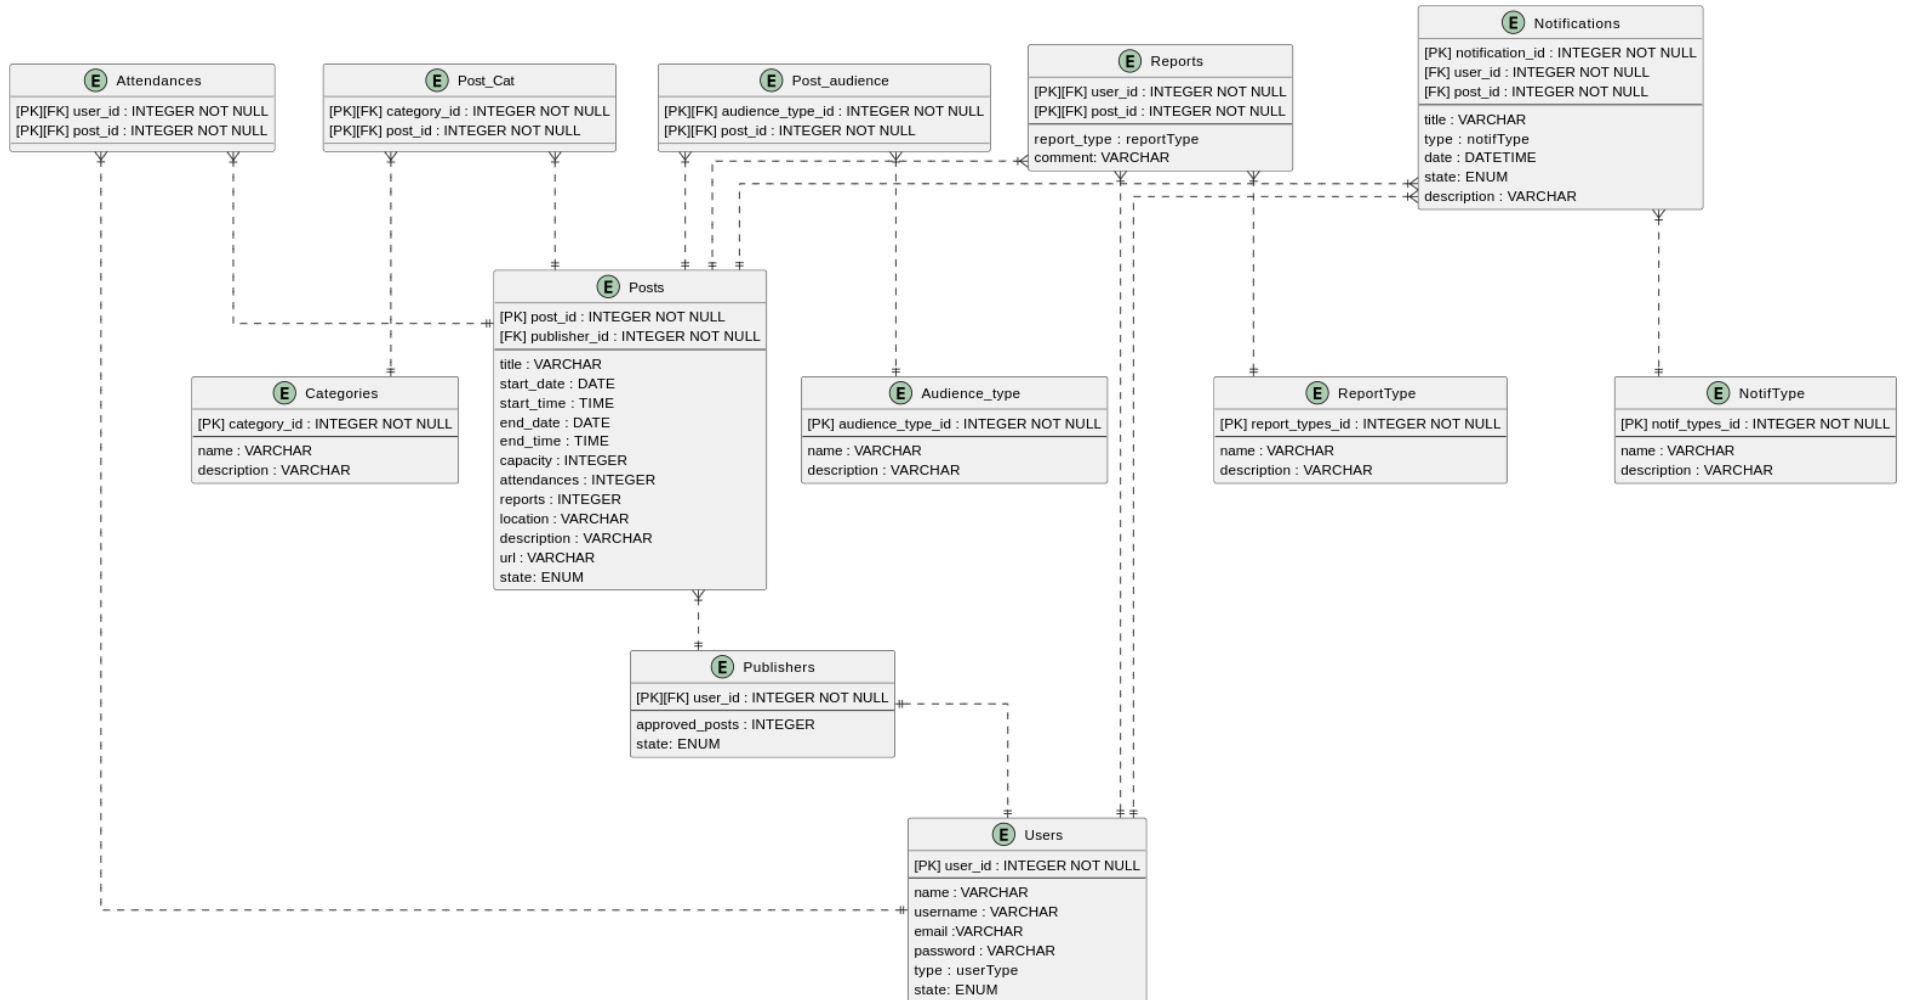 E Attendances
[PK][FK] user_id : INTEGER NOT NULL
[PK][FK] post_id : INTEGER NOT NULL
E Post_Cat
[PK][FK] category_id : INTEGER NOT NULL
[PK][FK] post_id : INTEGER NOT NULL
E Post_audience
[PK][FK] audience_type_id : INTEGER NOT NULL
[PK][FK] post_id : INTEGER NOT NULL
E Reports
[PK][FK] user_id : INTEGER NOT NULL
[PK][FK] post_id : INTEGER NOT NULL
report_type : reportType
comment: VARCHAR
E Notifications
[PK] notification_id : INTEGER NOT NULL
[FK] user_id : INTEGER NOT NULL
[FK] post_id : INTEGER NOT NULL
title : VARCHAR
type : notifType
date : DATETIME
state: ENUM
description : VARCHAR
E Posts
[PK] post_id : INTEGER NOT NULL
[FK] publisher_id : INTEGER NOT NULL
title : VARCHAR
start_date : DATE
start_time : TIME
end_date : DATE
end_time : TIME
capacity : INTEGER
attendances : INTEGER
reports : INTEGER
location : VARCHAR
description : VARCHAR
url : VARCHAR
state: ENUM
E Categories
[PK] category_id : INTEGER NOT NULL
name : VARCHAR
description : VARCHAR
E Audience_type
[PK] audience_type_id : INTEGER NOT NULL
name : VARCHAR
description : VARCHAR
E ReportType
[PK] report_types_id : INTEGER NOT NULL
name : VARCHAR
description : VARCHAR
E NotifType
[PK] notif_types_id : INTEGER NOT NULL
name : VARCHAR
description : VARCHAR
E Publishers
[PK][FK] user_id : INTEGER NOT NULL
approved_posts : INTEGER
state: ENUM
E Users
[PK] user_id : INTEGER NOT NULL
name : VARCHAR
username : VARCHAR
email :VARCHAR
password : VARCHAR
type : userType
state: ENUM